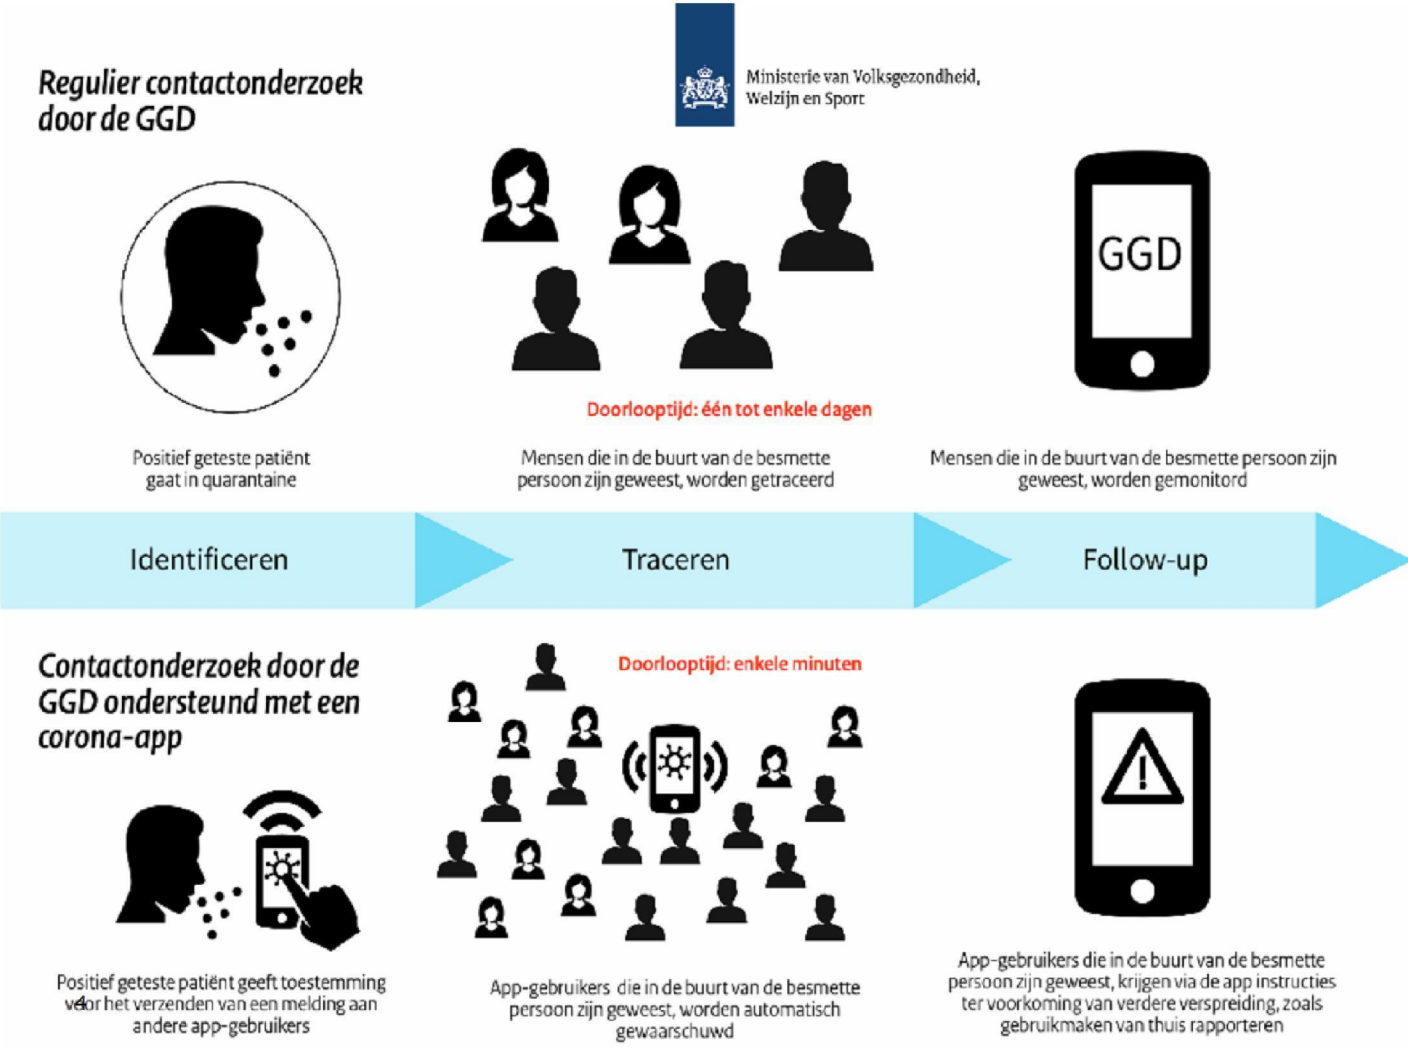 Regulier contactonderzoek
door de GGD
Ministerie van Volksgezondheid,
Welzijn en Sport
GGD
Doorlooptijd: één tot enkele dagen
Positief geteste patiënt
gaat in quarantaine
Mensen die in de buurt van de besmette
persoon zijn geweest, worden getraceerd
Mensen die in de buurt van de besmette persoon zijn
geweest, worden gemonitord
Identificeren
Traceren
Follow-up
Contactonderzoek door de
GGD ondersteund met een
corona-app
Doorlooptijd: enkele minuten
Positief geteste patiënt geeft toestemming
voor het verzenden van een melding aan
andere app-gebruikers
4
App-gebruikers die in de buurt van de besmette
persoon zijn geweest, worden automatisch
gewaarschuwd
App-gebruikers die in de buurt van de besmette
persoon zijn geweest, krijgen via de app instructies
ter voorkoming van verdere verspreiding, zoals
gebruikmaken van thuis rapporteren